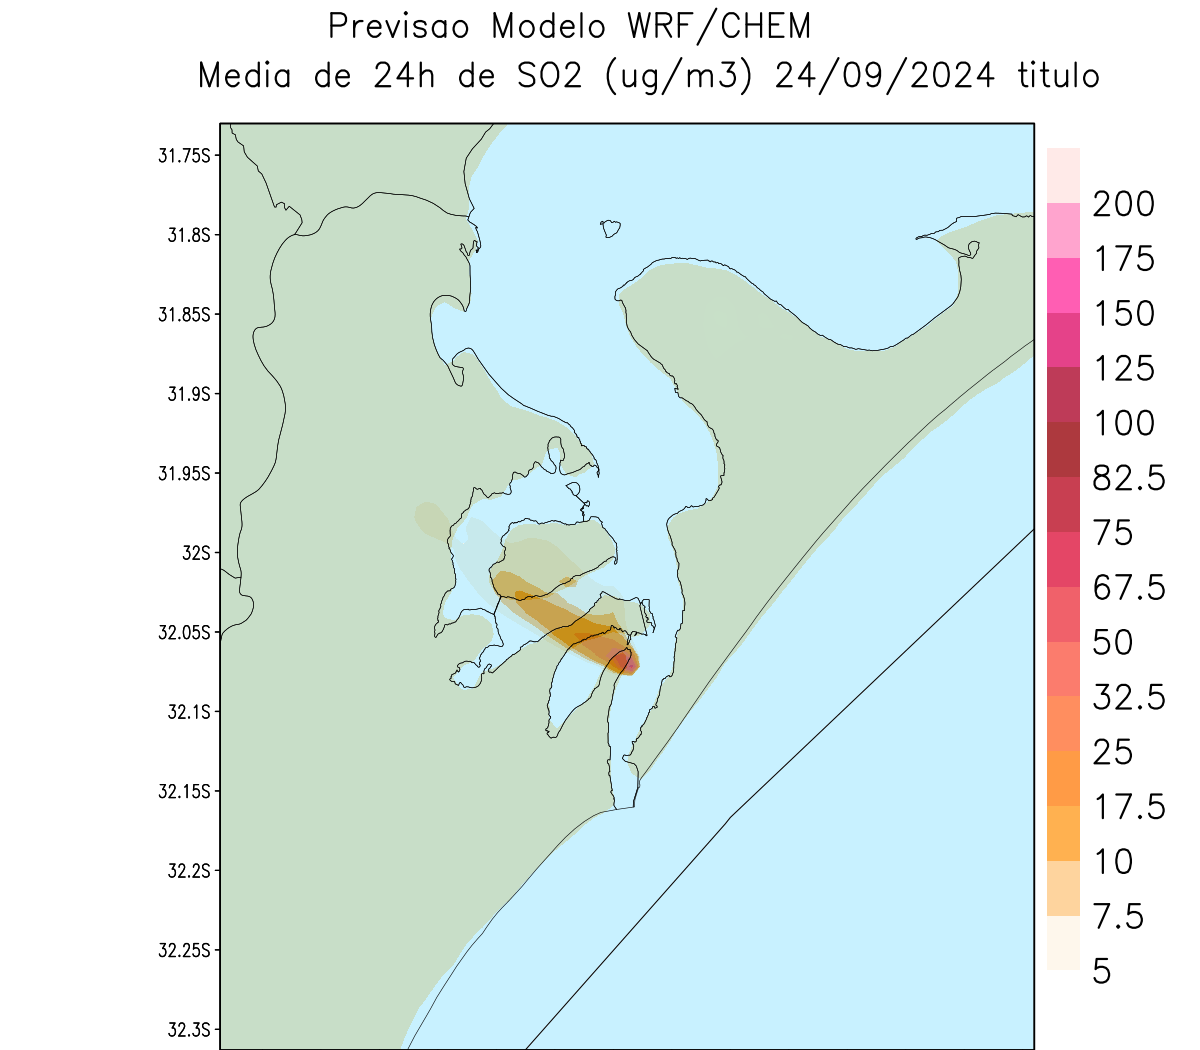 Previsao Modelo WRF/CHEM
Media de 24h de SO2 (ug/m3) 24/09/2024 titulo
31.75S
31.8S
31.85S
31.9S
31.95S
32S
32.05S
32.1S
32.15S
32.2S
32.25S
32.3S
200
175
150
125
100
82.5
75
67.5
50
32.5
25
17.5
10
7.5
5